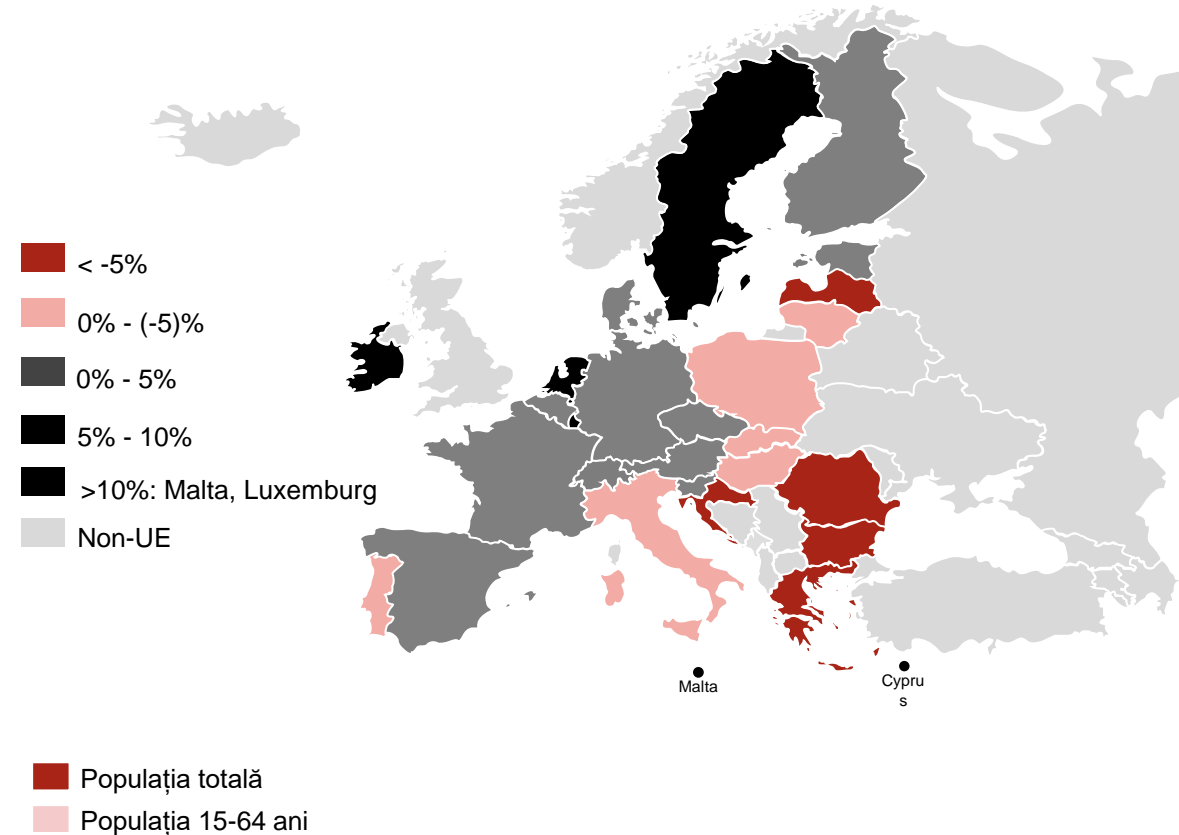 < -5%
0% - (-5)%
0% - 5%
5% - 10%
>10%: Malta, Luxemburg
Non-UE
Malta
Cypru
s
Populația totală
Populația 15-64 ani